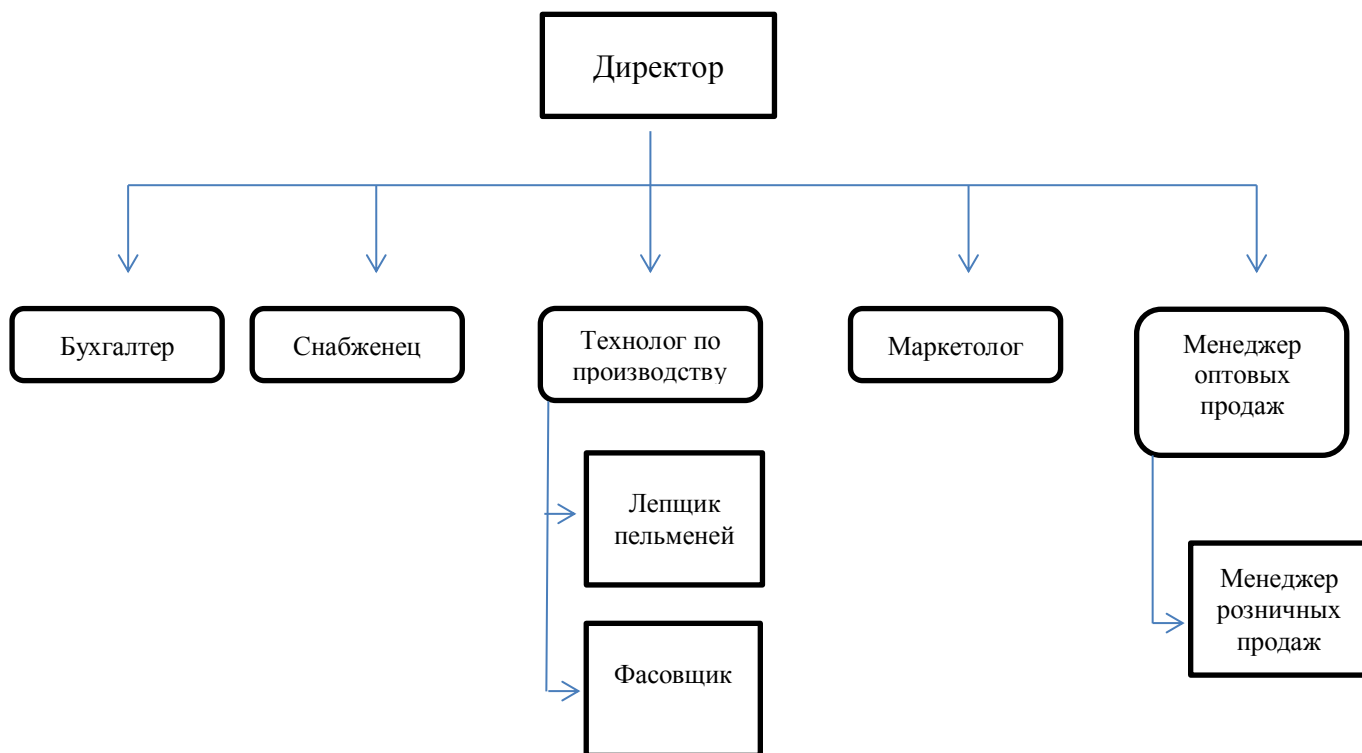 Директор
Бухгалтер
Снабженец
Технолог по
производству
Маркетолог
Менеджер
оптовых
продаж
Лепщик
пельменей
Фасовщик
Менеджер
розничных
продаж